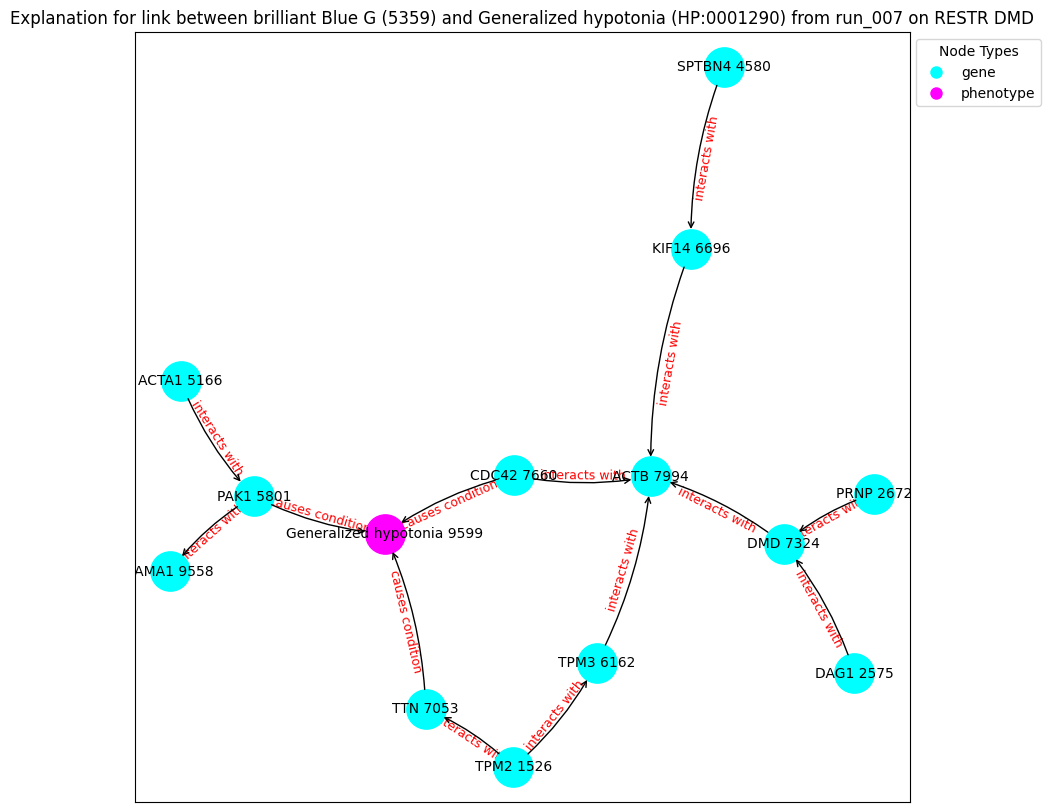 Explanation for link between brilliant Blue G (5359) and Generalized hypotonia (HP:0001290) from run_007 on RESTR DMD
Node Types
gene
phenotype
SPTBN4 4580
interacts with
KIF14 6696
interacts with
ACTA1 5166
interacts with
PAK1 5801
causes condition
interacts with
AMA1 9558
CDC42 7660
interacts with
causes condition
Generalized hypotonia 9599
ACTB 7994
interacts with
PRNP 2672
interacts with
DMD 7324
interacts with
DAG1 2575
causes condition
interacts with
TPM3 6162
interacts with
TTN 7053
interacts with
TPM2 1526